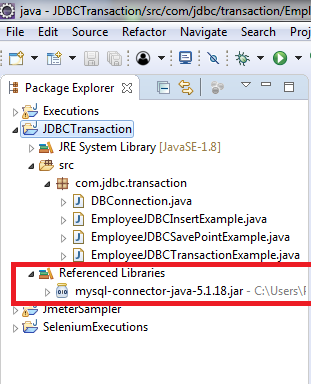 java - JDBCTransaction/src/com/jdbc/transaction/Empl
File Edit Source Refactor Navigate Search
Package Explorer
Executions
JDBCTransaction
JRE System Library [JavaSE-1.8]
src
com.jdbc.transaction
DBConnection.java
EmployeeJDBCInsertExample.java
EmployeeJDBCSavePointExample.java
EmployeeJDBCTransactionExample.java
Referenced Libraries
mysql-connector-java-5.1.18.jar - C:\Users\
JmeterSampler
SeleniumExecutions